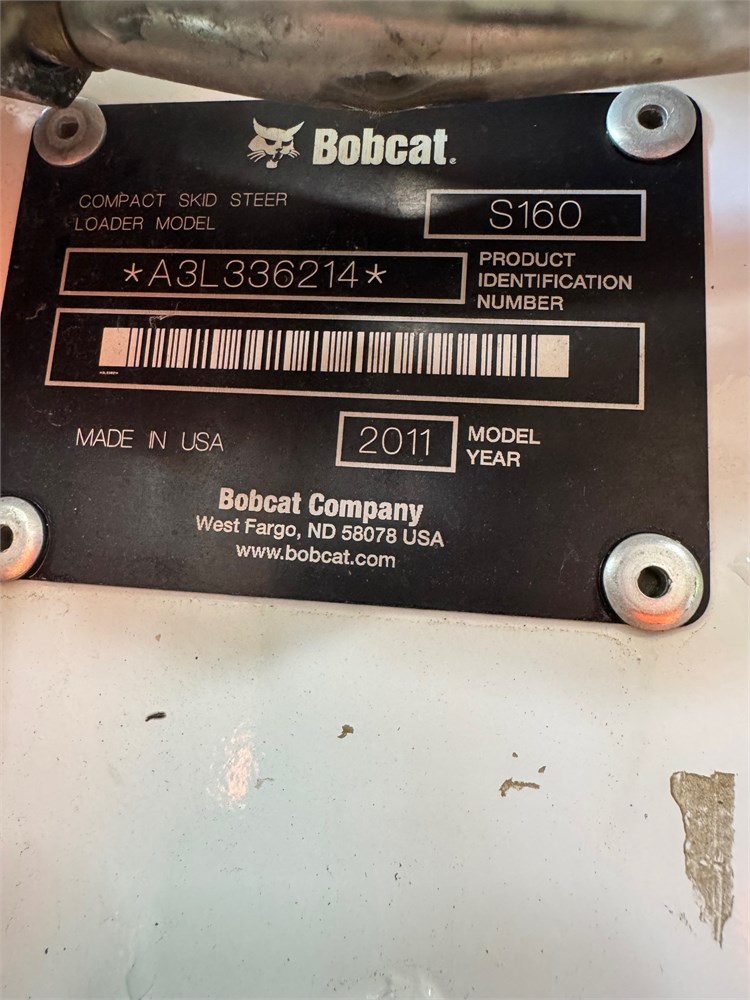 Bobcat.
COMPACT SKID STEER
LOADER MODEL
S160
*A3L336214*
PRODUCT
IDENTIFICATION
NUMBER
MADE IN USA
2011
MODEL
YEAR
Bobcat Company
West Fargo, ND 58078 USA
www.bobcat.com